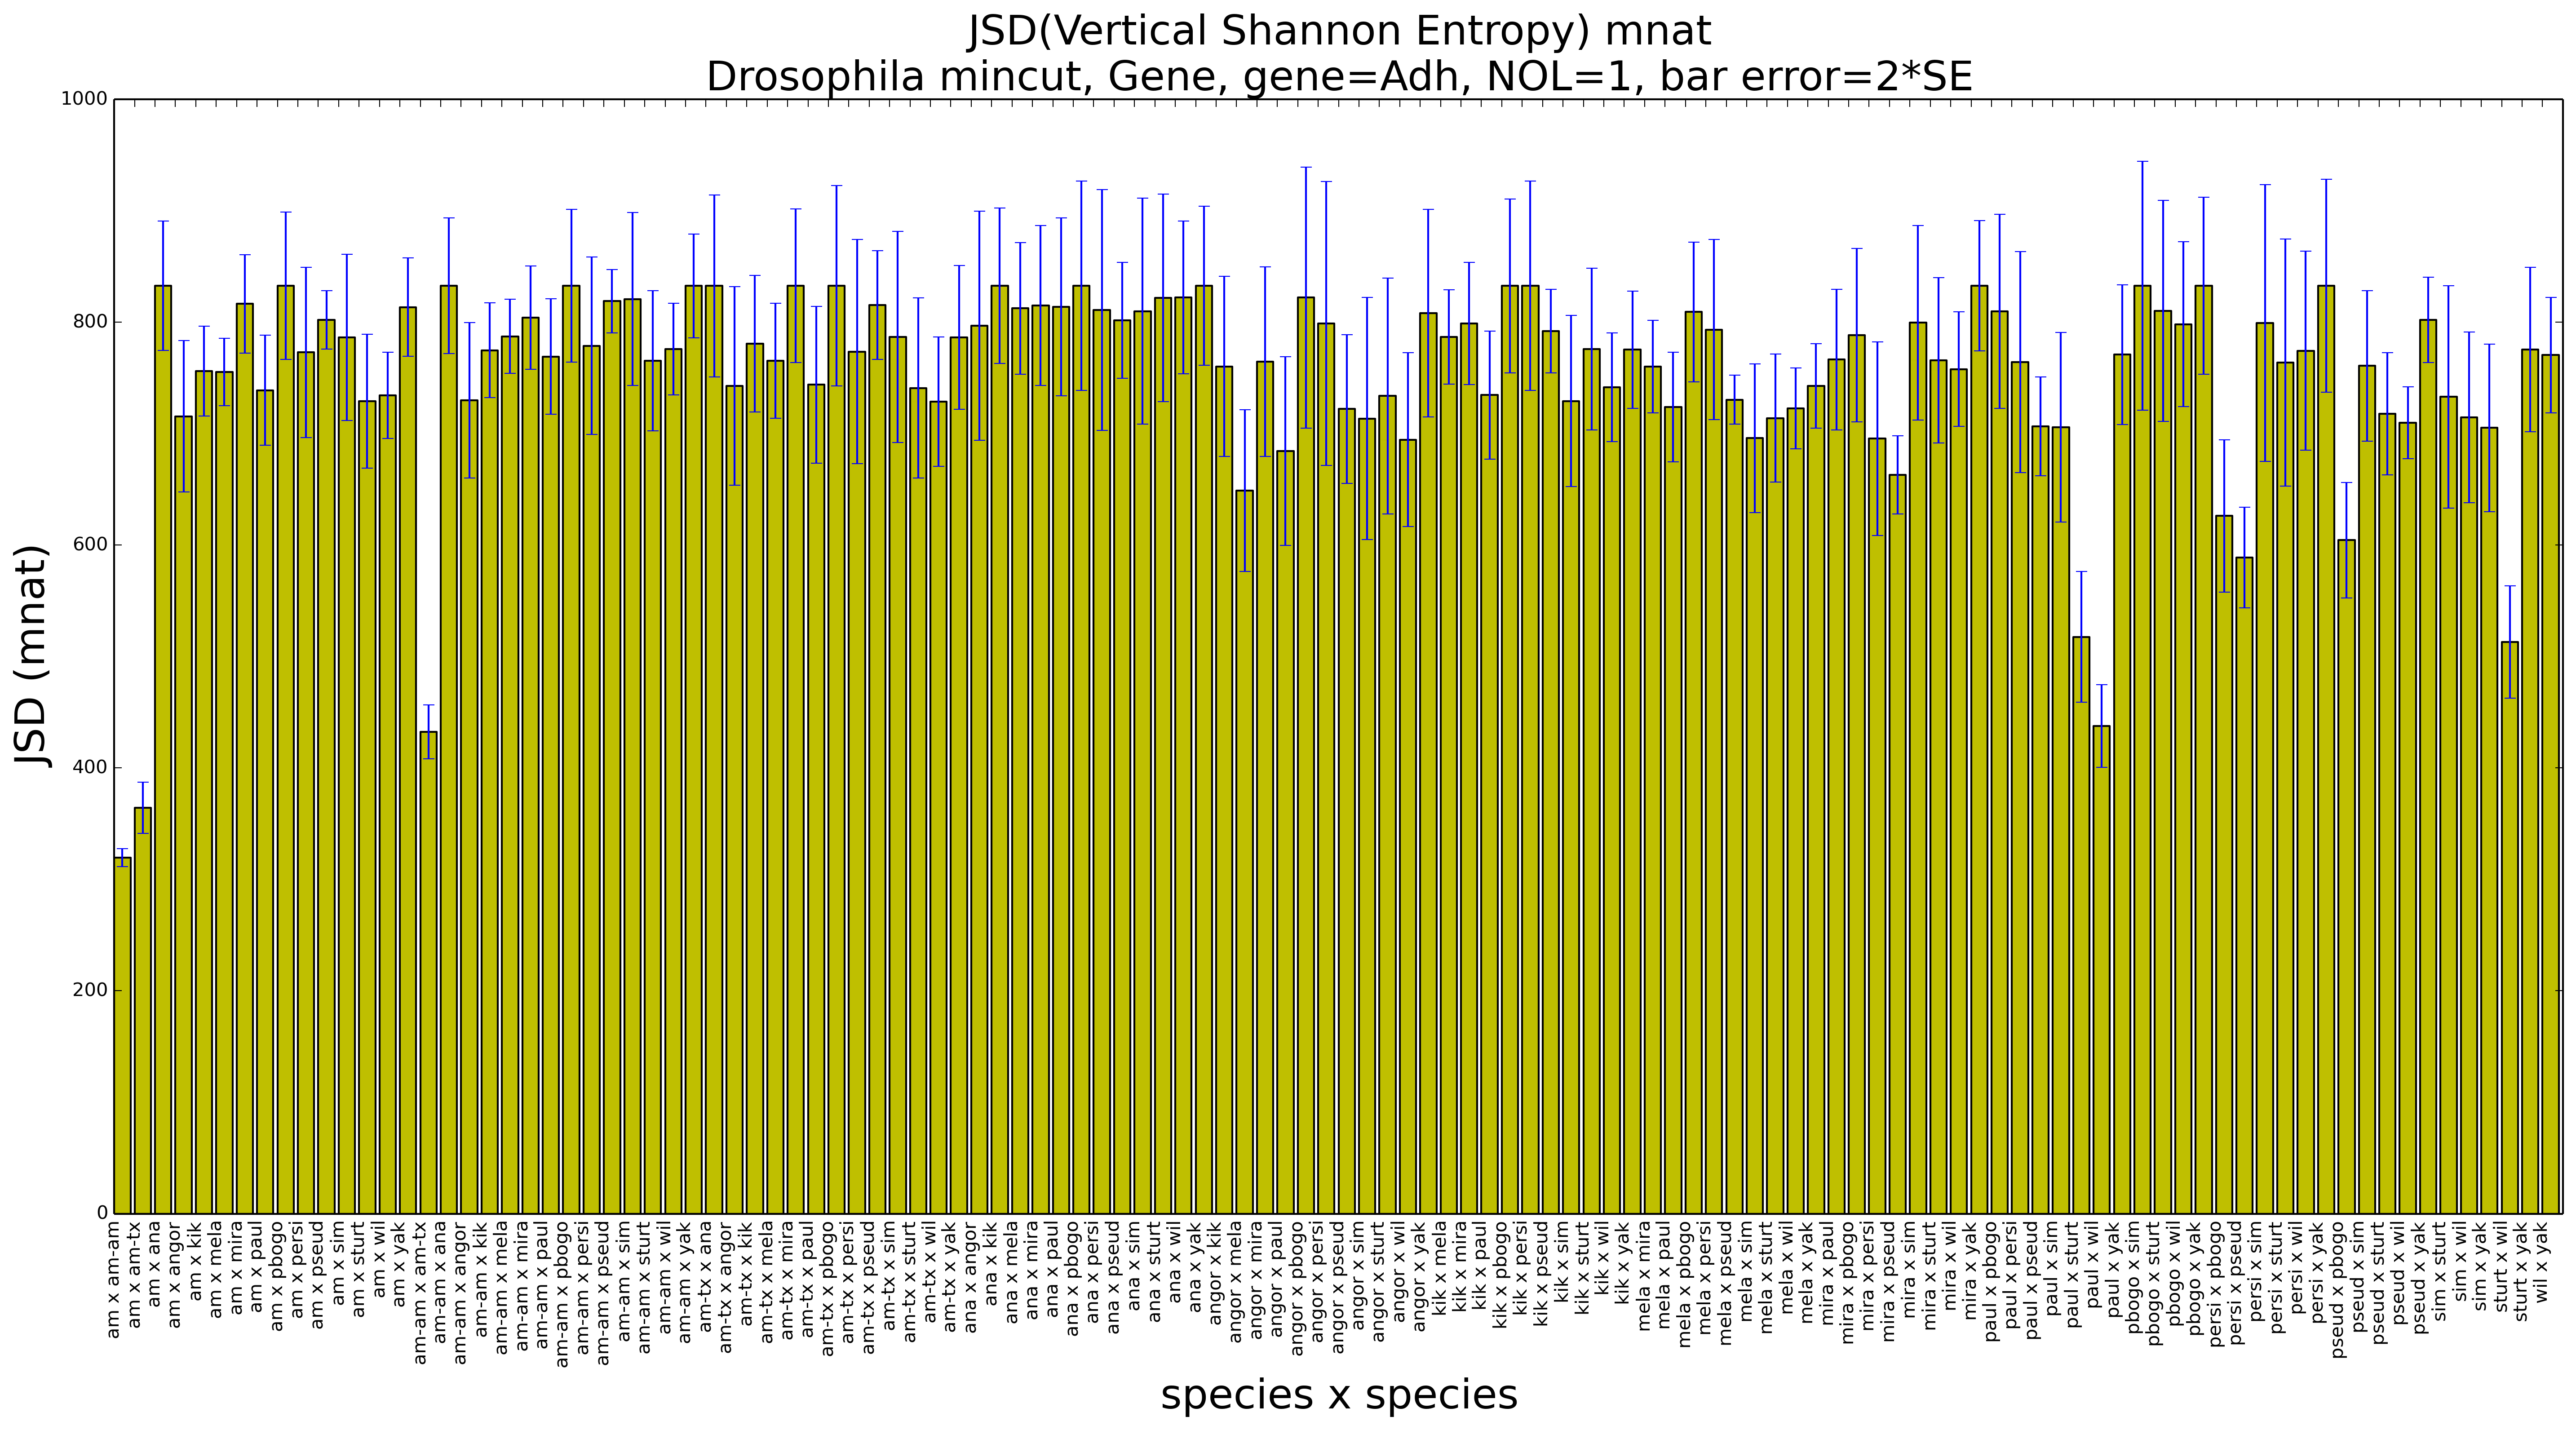 JSD(Vertical Shannon Entropy) mnat
Drosophila mincut, Gene, gene=Adh, NOL=1, bar error=2*SE
JSD (mnat)
1000
800
600
400
200
0
am x am-am
am x am-tx
am x ana
am x angor
am x kik
am x mela
am x mira
am x paul
am x pbogo
am x persi
am x pseud
am x sim
am x sturt
am x wil
am x yak
am-am x am-tx
am-am x ana
am-am x angor
am-am x kik
am-am x mela
am-am x mira
am-am x paul
am-am x pbogo
am-am x persi
am-am x pseud
am-am x sim
am-am x sturt
am-am x wil
am-am x yak
am-tx x ana
am-tx x angor
am-tx x kik
am-tx x mela
am-tx x mira
am-tx x paul
am-tx x pbogo
am-tx x persi
am-tx x pseud
am-tx x sim
am-tx x sturt
am-tx x wil
am-tx x yak
ana x angor
ana x kik
ana x mela
ana x mira
ana x paul
ana x pbogo
ana x persi
ana x pseud
ana x sim
ana x sturt
ana x wil
ana x yak
angor x kik
angor x mela
angor x mira
angor x paul
angor x pbogo
angor x persi
angor x pseud
angor x sim
angor x sturt
angor x wil
angor x yak
kik x mela
kik x mira
kik x paul
kik x pbogo
kik x persi
kik x pseud
kik x sim
kik x sturt
kik x wil
kik x yak
mela x mira
mela x paul
mela x pbogo
mela x persi
mela x pseud
mela x sim
mela x sturt
mela x wil
mela x yak
mira x paul
mira x pbogo
mira x persi
mira x pseud
mira x sim
mira x sturt
mira x wil
mira x yak
paul x pbogo
paul x persi
paul x pseud
paul x sim
paul x sturt
paul x wil
paul x yak
pbogo x sim
pbogo x sturt
pbogo x wil
pbogo x yak
persi x pbogo
persi x pseud
persi x sim
persi x sturt
persi x wil
persi x yak
pseud x pbogo
pseud x sim
pseud x sturt
pseud x wil
pseud x yak
sim x sturt
sim x wil
sim x yak
sturt x wil
sturt x yak
wil x yak
species x species